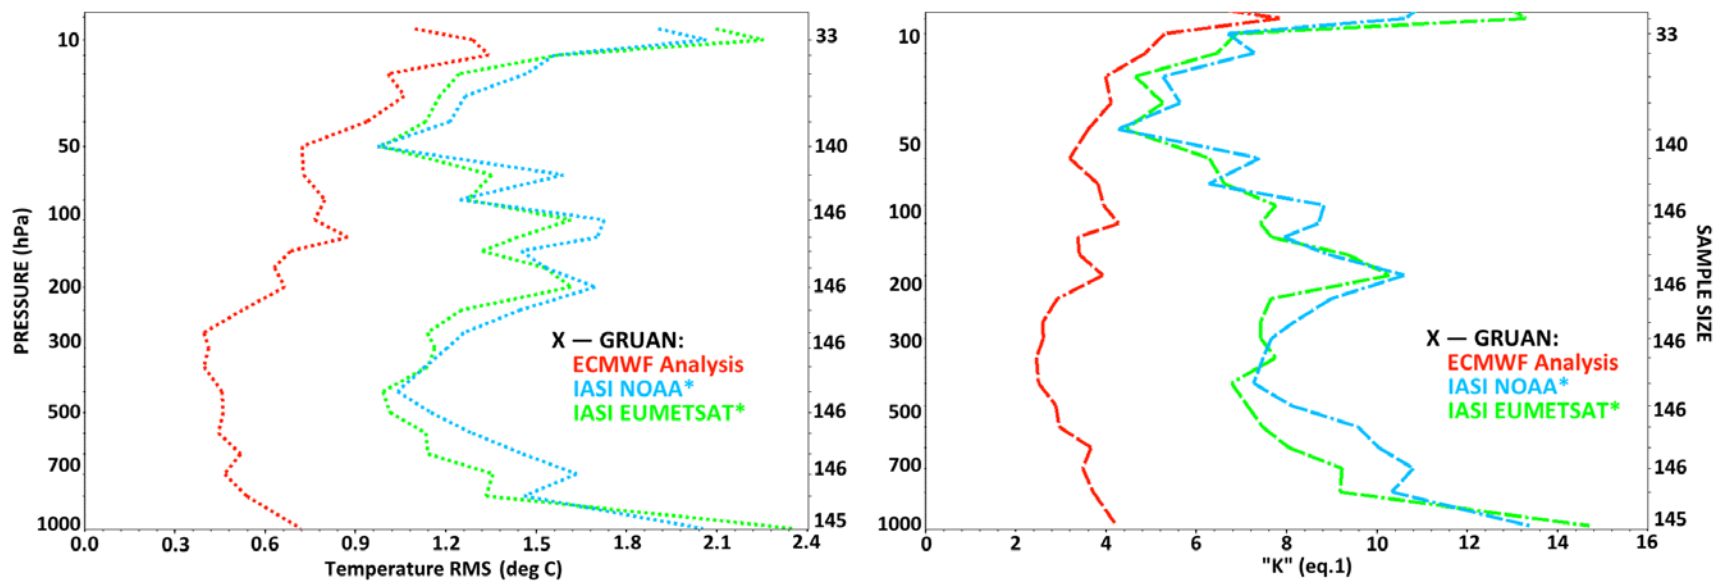 PRESSURE (hPa)
10
50
100
200
300
500
700
1000
0.0 0.3 0.6 0.9 1.2 1.5 1.8 2.1 2.4
Temperature RMS (deg C)
33
140
146
146
146
146
146
145
X — GRUAN:
ECMWF Analysis
IASI NOAA*
IASI EUMETSAT*
10
50
100
200
300
500
700
1000
0 2 4 6 8 10 12 14 16
"K" (eq.1)
33
140
146
146
146
146
146
145
SAMPLE SIZE
X — GRUAN:
ECMWF Analysis
IASI NOAA*
IASI EUMETSAT*